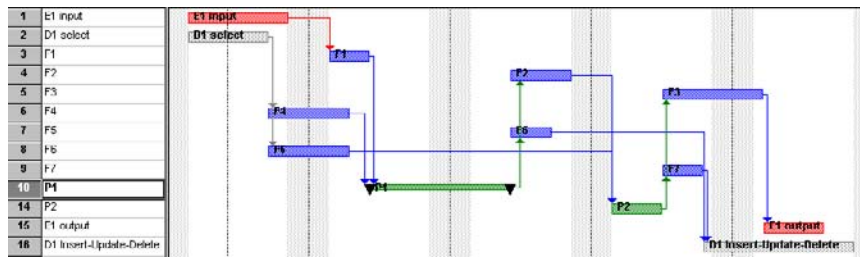 1 E1 input E1 input
2 D1 select D1 select
3 F1 F1
4 F2 F2
5 F3 F3
6 F4 F4
7 F5
8 F6
9 F7 F7
10 P1 P1
14 P2 P2
15 E1 output E1 output
16 D1 Insert-Update-Delete D1 Insert-Update-Delete